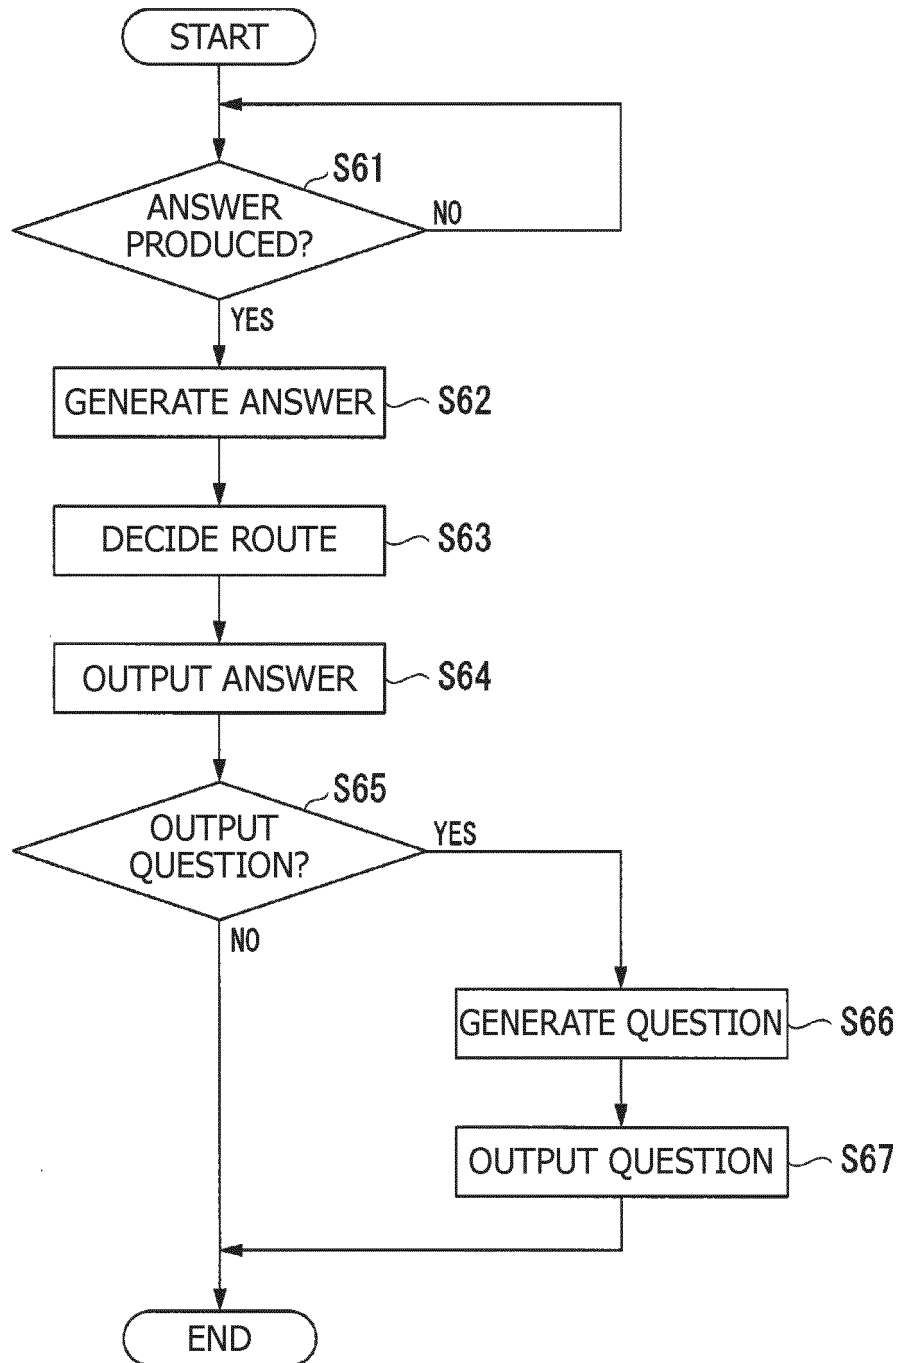 START
S61
ANSWER
PRODUCED?
NO
YES
GENERATE ANSWER
S62
DECIDE ROUTE
S63
OUTPUT ANSWER
S64
S65
OUTPUT
QUESTION?
YES
NO
GENERATE QUESTION
S66
OUTPUT QUESTION
S67
END